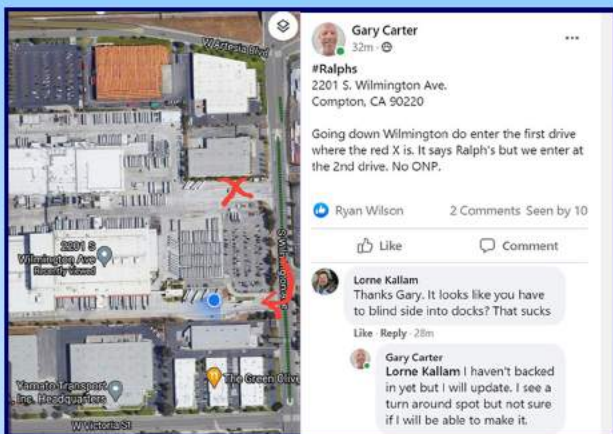 W Artesia Blvd
2201 S
Wilmington Ave
Recently Viewed
S Wilmington Ave
The Green Olive
Yamato Transport
Inc. Headquarters
W Victoria St
Gary Carter
32m
#Ralphs
2201 S. Wilmington Ave.
Compton, CA 90220
Going down Wilmington do enter the first drive
where the red X is. It says Ralph's but we enter at
the 2nd drive. No ONP.
Ryan Wilson
2 Comments Seen by 10
Like
Comment
Lorne Kallam
Thanks Gary. It looks like you have
to blind side into docks? That sucks
Like · Reply · 28m
Gary Carter
Lorne Kallam I haven't backed
in yet but I will update. I see a
turn around spot but not sure
if I will be able to make it.